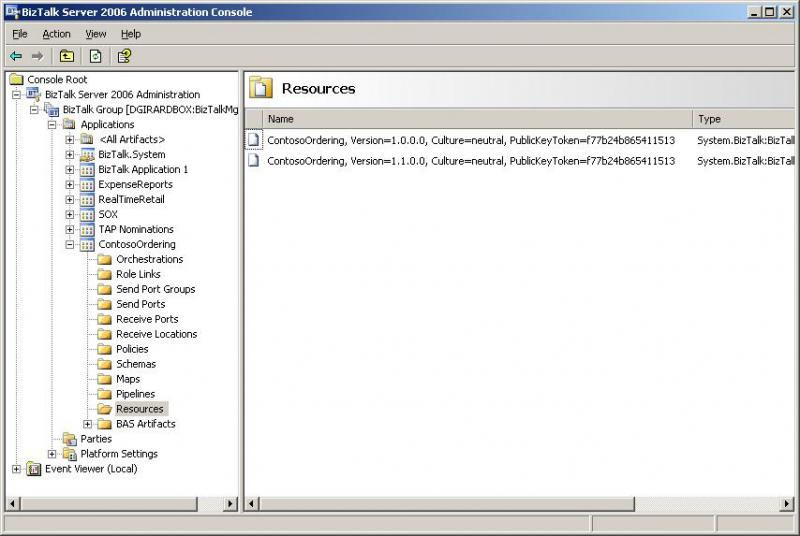 BizTalk Server 2006 Administration Console
File Action View Help
Console Root
BizTalk Server 2006 Administration
BizTalk Group [DGIRARDBOX:BizTalkMg
Applications
<All Artifacts>
BizTalk.System
BizTalk Application 1
ExpenseReports
RealTimeRetail
SOX
TAP Nominations
ContosoOrdering
Orchestrations
Role Links
Send Port Groups
Send Ports
Receive Ports
Receive Locations
Policies
Schemas
Maps
Pipelines
Resources
BAS Artifacts
Parties
Platform Settings
Event Viewer (Local)
Resources
Name Type
ContosoOrdering, Version=1.0.0.0, Culture=neutral, PublicKeyToken=f77b24b865411513 System.BizTalk:BizTall
ContosoOrdering, Version=1.1.0.0, Culture=neutral, PublicKeyToken=f77b24b865411513 System.BizTalk:BizTall